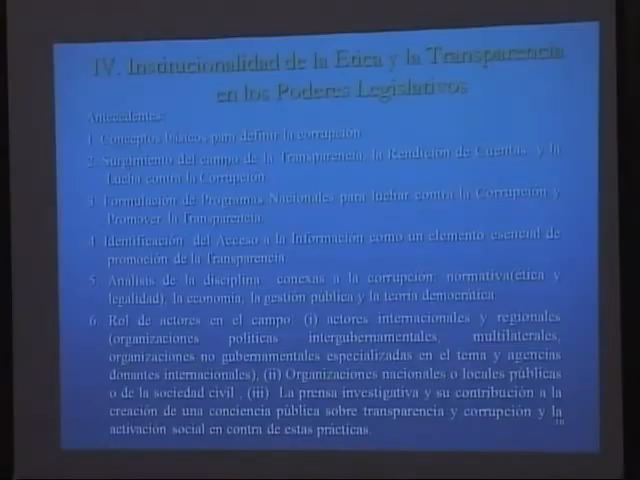 IV. Institucionalidad de la Etica y la Transparencia
en los Poderes Legislativos
Antecedentes:
1. Conceptos básicos para definir la corrupción.
2. Surgimiento del campo de la Transparencia, la Rendición de Cuentas y la
Lucha contra la Corrupción.
3. Formulación de Programas Nacionales para luchar contra la Corrupción y
Promover la Transparencia.
4. Identificación del Acceso a la Información como un elemento esencial de
promoción de la Transparencia.
5. Análisis de la disciplina conexas a la corrupción: normativa(ética y
legalidad), la economía, la gestión pública y la teoría democrática.
6. Rol de actores en el campo: (i) actores internacionales y regionales
(organizaciones políticas intergubernamentales, multilaterales,
organizaciones no gubernamentales especializadas en el tema y agencias
donantes internacionales), (ii) Organizaciones nacionales o locales públicas
o de la sociedad civil , (iii) La prensa investigativa y su contribución a la
creación de una conciencia pública sobre transparencia y corrupción y la
activación social en contra de estas prácticas.